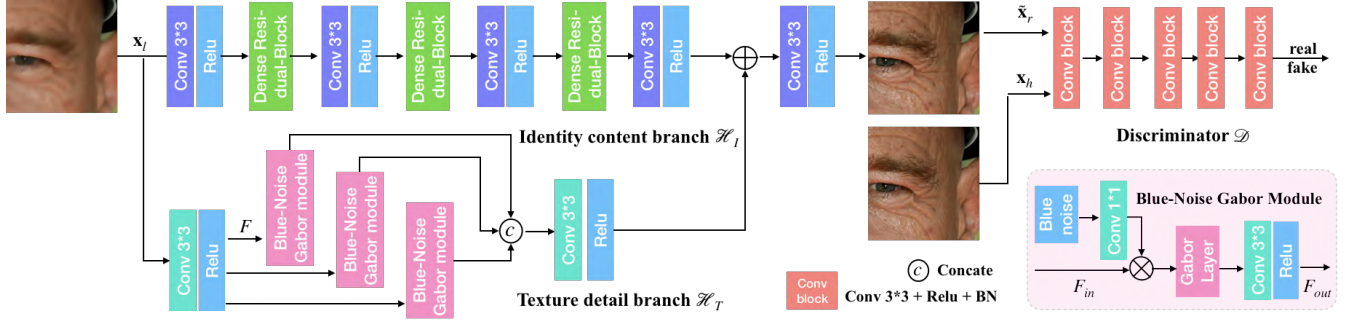 x_l
Conv 3*3
Relu
Dense Resi-
dual-Block
Conv 3*3
Relu
Dense Resi-
dual-Block
Conv 3*3
Relu
Dense Resi-
dual-Block
Conv 3*3
Relu
Conv 3*3
Relu
x̃_r
x_h
Conv block
Conv block
Conv block
Conv block
Conv block
real
fake
Identity content branch ℋ_I
Discriminator 𝒟
Conv 3*3
Relu
F
Blue-Noise
Gabor module
Blue-Noise
Gabor module
Blue-Noise
Gabor module
c
Conv 3*3
Relu
Texture detail branch ℋ_T
c Concate
Conv
block
Conv 3*3 + Relu + BN
Blue-Noise Gabor Module
Blue
noise
Conv 1*1
F_in
Gabor
Layer
Conv 3*3
Relu
F_out